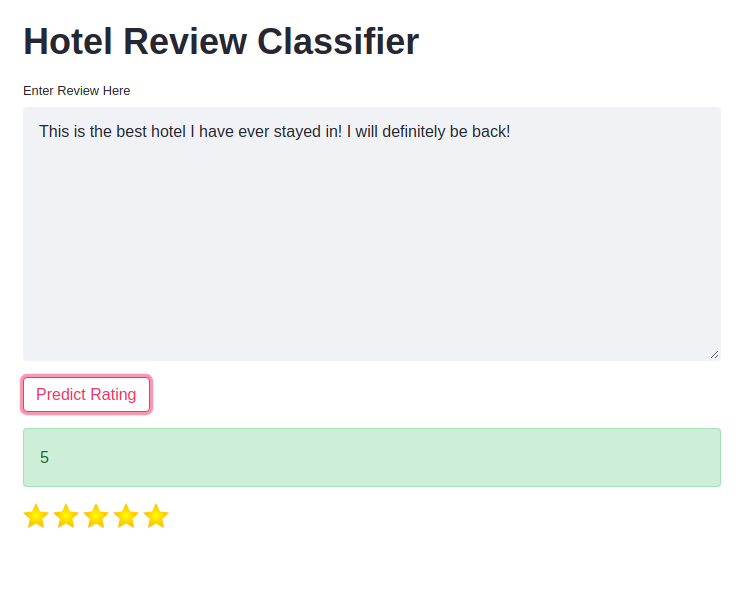 Hotel Review Classifier
Enter Review Here
This is the best hotel I have ever stayed in! I will definitely be back!
Predict Rating
5